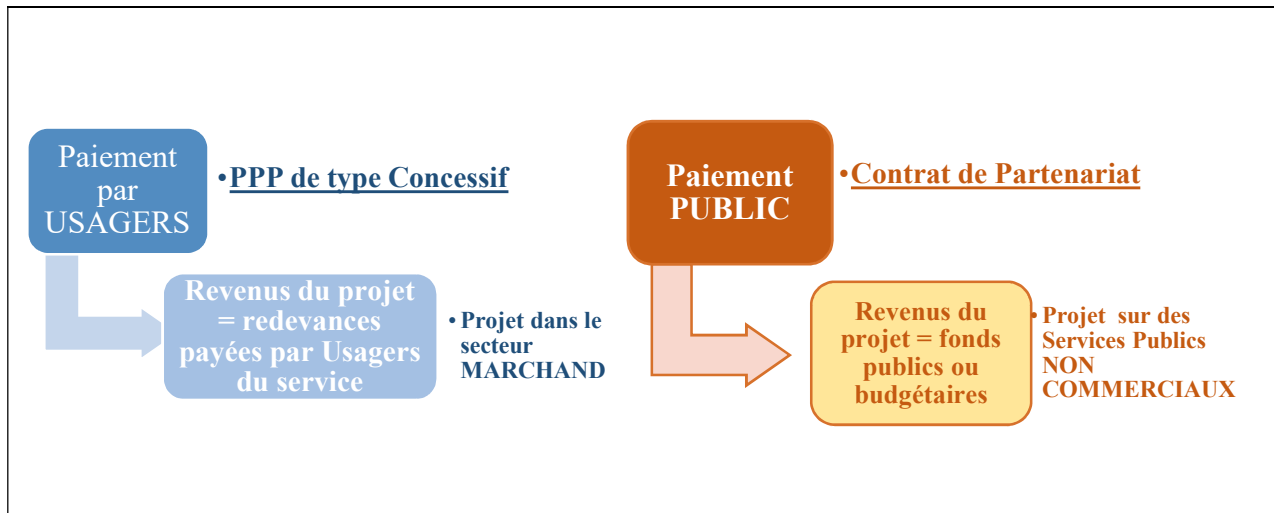 Paiement
par
USAGERS
•PPP de type Concessif
Revenus du projet
= redevances
payées par Usagers
du service
• Projet dans le
secteur
MARCHAND
Paiement
PUBLIC
•Contrat de Partenariat
Revenus du
projet = fonds
publics ou
budgétaires
• Projet sur des
Services Publics
NON
COMMERCIAUX